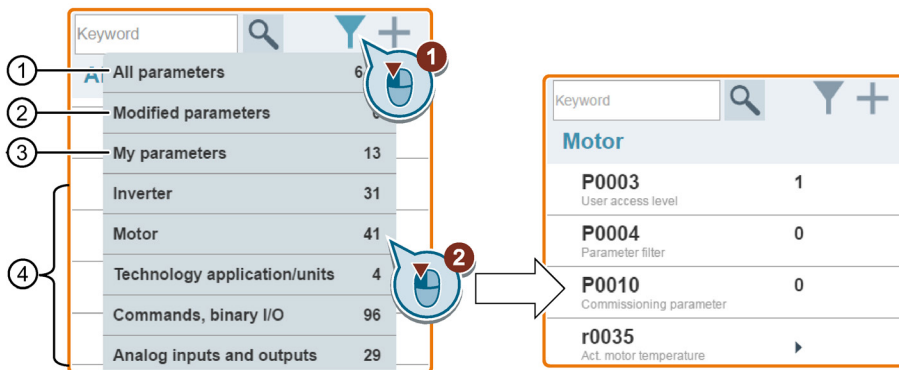 Keyword
1
1 All parameters 6
2 Modified parameters
3 My parameters 13
4
Inverter 31
Motor 41
2
Technology application/units 4
Commands, binary I/O 96
Analog inputs and outputs 29
Keyword
Motor
P0003 1
User access level
P0004 0
Parameter filter
P0010 0
Commissioning parameter
r0035
Act. motor temperature